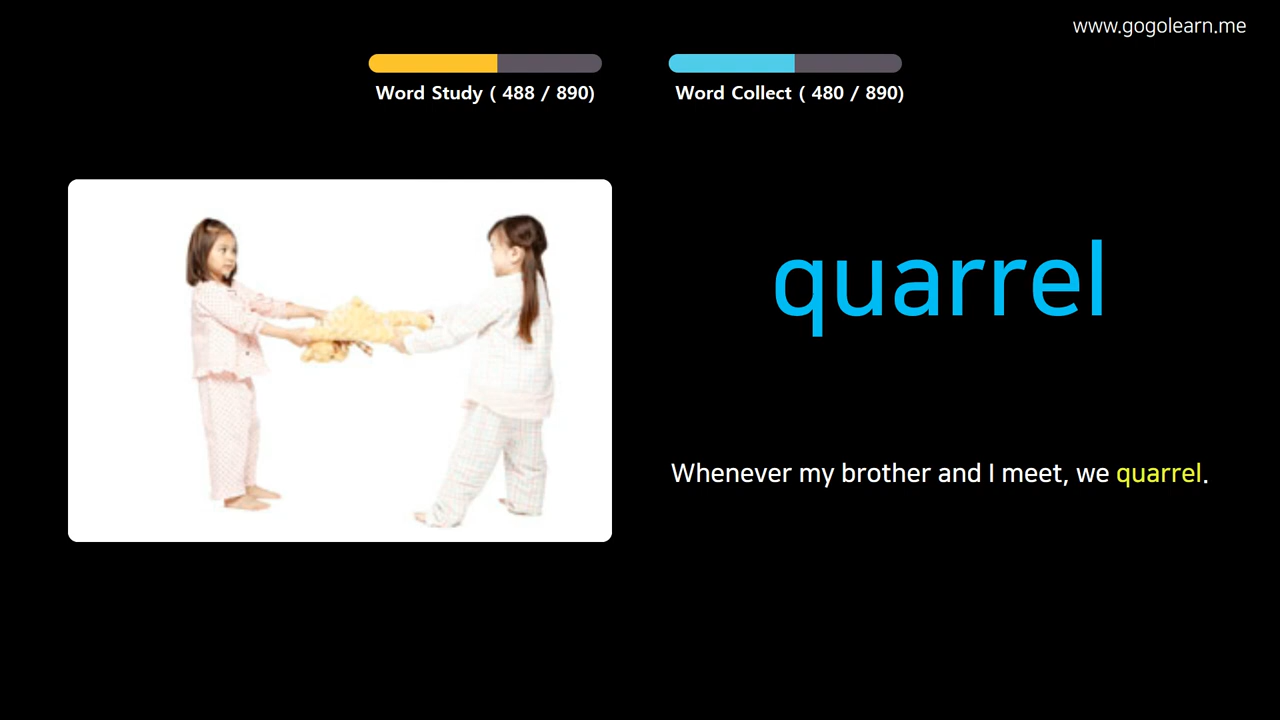 www.gogolearn.me
Word Study ( 488 / 890)
Word Collect ( 480 / 890)
quarrel
Whenever my brother and I meet, we quarrel.